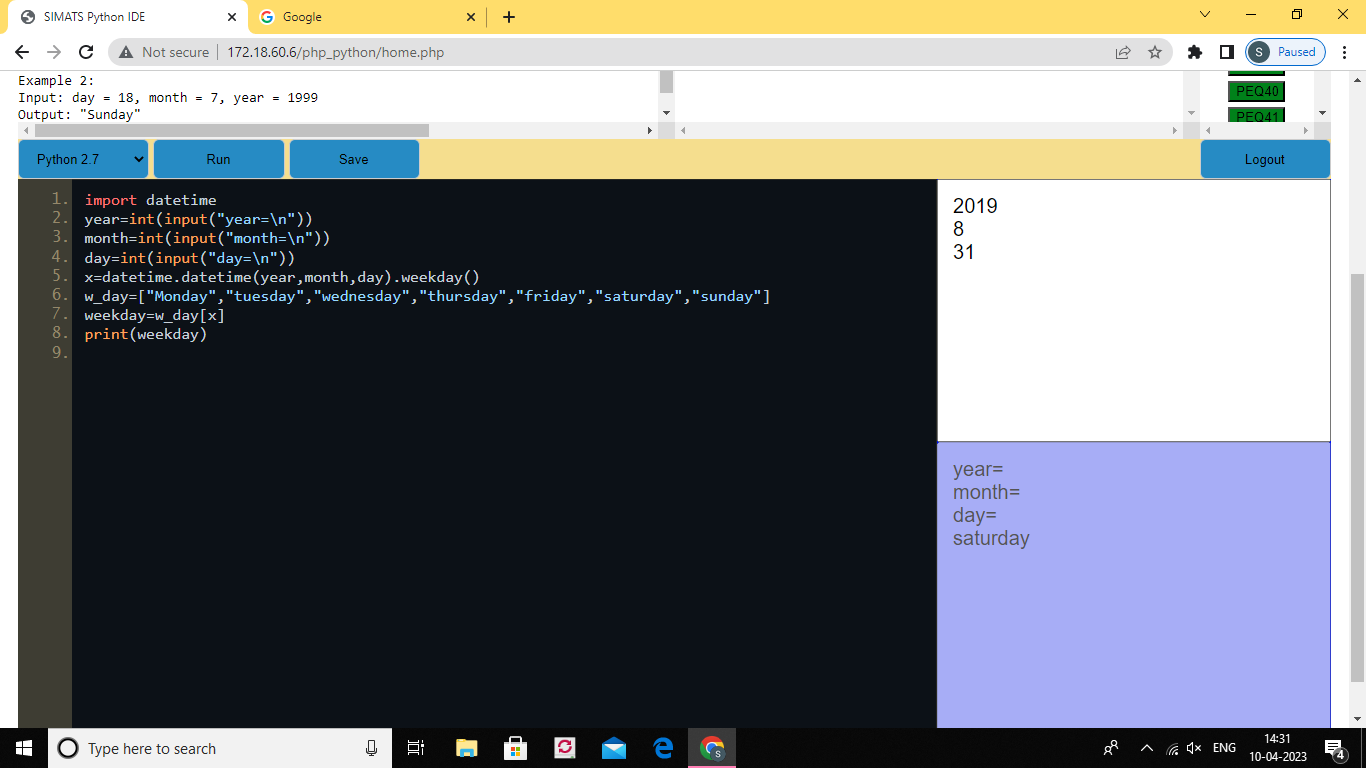 SIMATS Python IDE
Google
Not secure
172.18.60.6/php_python/home.php
S
Paused
Example 2:
Input: day = 18, month = 7, year = 1999
Output: "Sunday"
PEQ40
PEQ41
Python 2.7
Run
Save
Logout
1. import datetime
2. year=int(input("year=\n"))
3. month=int(input("month=\n"))
4. day=int(input("day=\n"))
5. x=datetime.datetime(year,month,day).weekday()
6. w_day=["Monday","tuesday","wednesday","thursday","friday","saturday","sunday"]
7. weekday=w_day[x]
8. print(weekday)
9.
2019
8
31
year=
month=
day=
saturday
Type here to search
S
ENG
14:31
10-04-2023
4